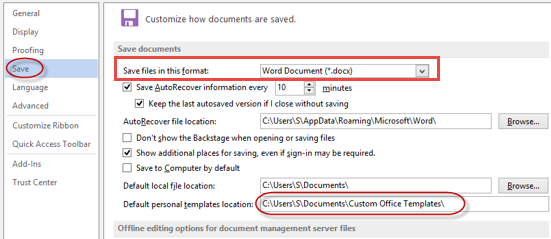 General
Display
Proofing
Save
Language
Advanced
Customize Ribbon
Quick Access Toolbar
Add-Ins
Trust Center
Customize how documents are saved.
Save documents
Save files in this format: Word Document (*.docx)
Save AutoRecover information every 10 minutes
Keep the last autosaved version if I close without saving
AutoRecover file location: C:\Users\S\AppData\Roaming\Microsoft\Word\ Browse...
Don't show the Backstage when opening or saving files
Show additional places for saving, even if sign-in may be required.
Save to Computer by default
Default local file location: C:\Users\S\Documents\ Browse...
Default personal templates location: C:\Users\S\Documents\Custom Office Templates\
Offline editing options for document management server files